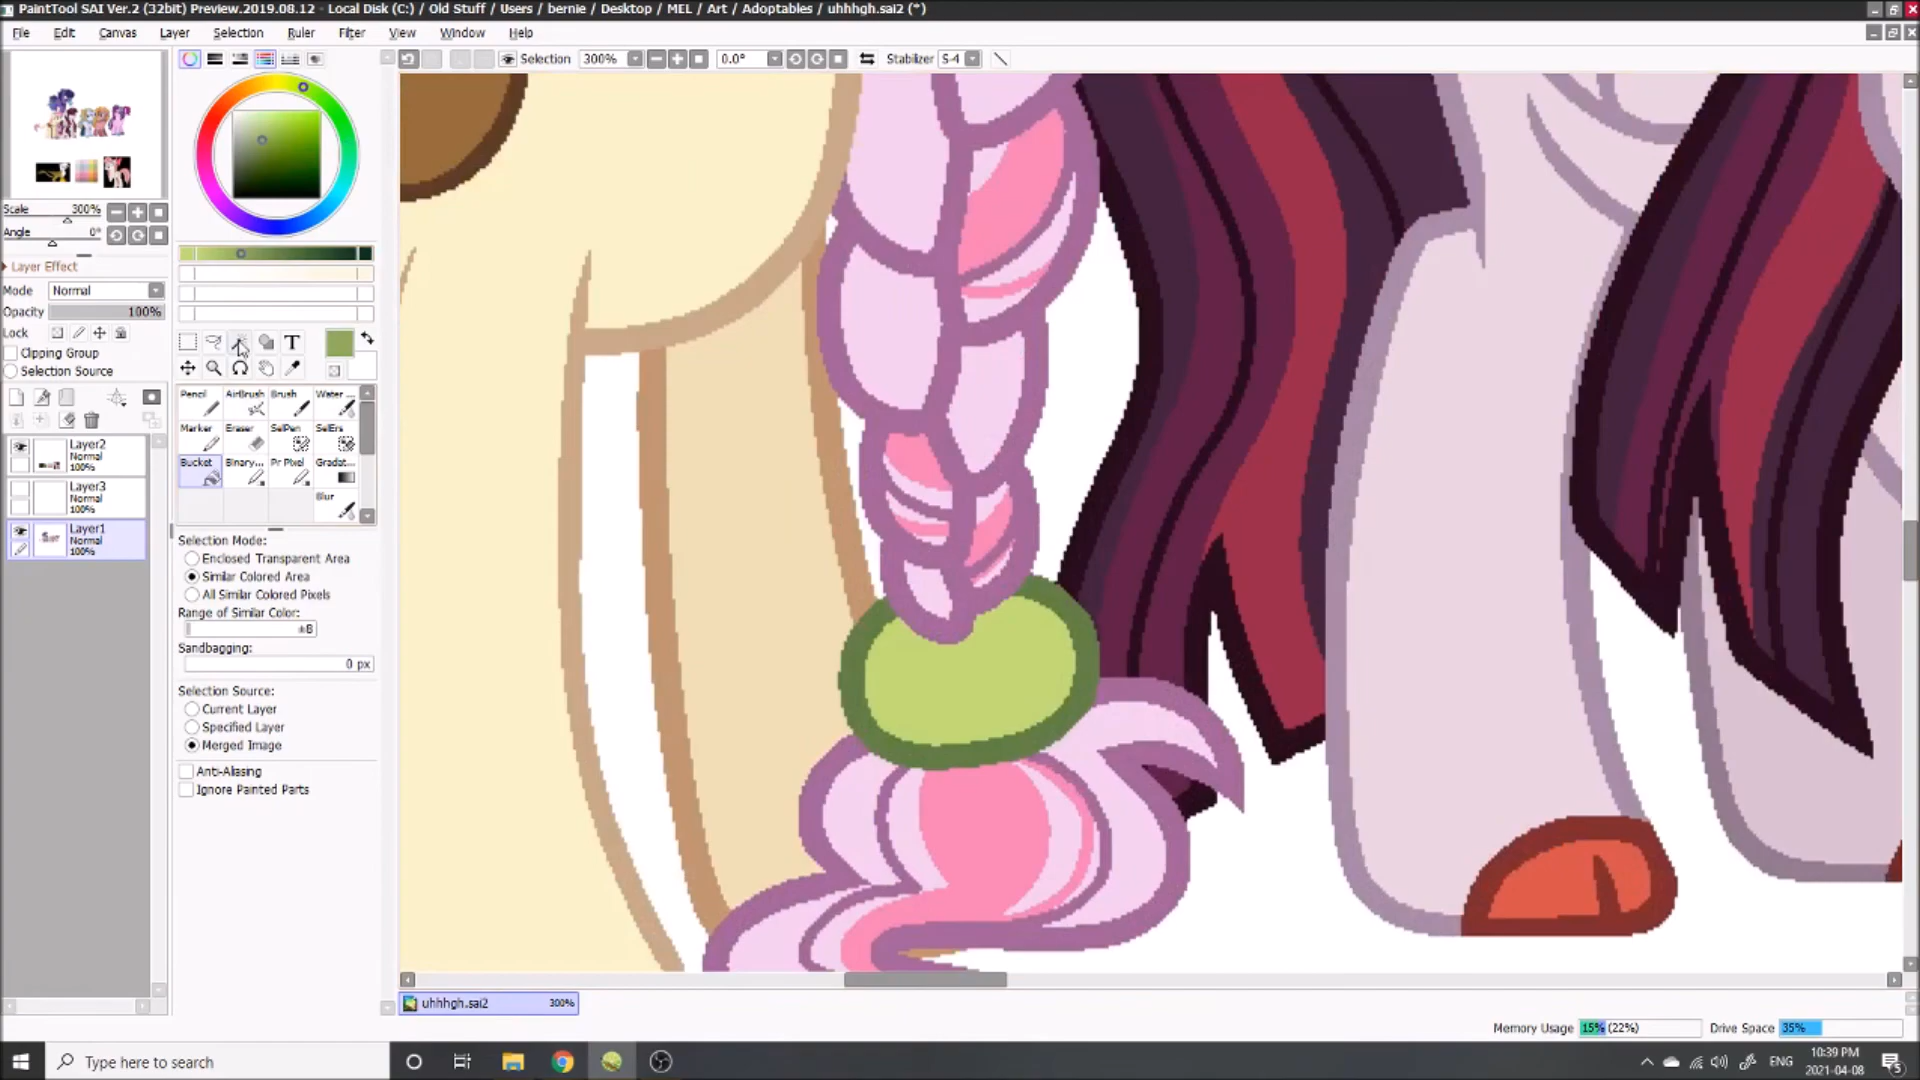 PaintTool SAI Ver.2 (32bit) Preview.2019.08.12 - Local Disk (C:) / Old Stuff / Users / bernie / Desktop / MEL / Art / Adoptables / uhhhgh.sai2 (*)
File Edit Canvas Layer Selection Ruler Filter View Window Help
Selection 300% 0.0° Stabilizer S-4
Scale 300%
Angle 0°
Layer Effect
Mode Normal
Opacity 100%
Lock
Clipping Group
Selection Source
T
Pencil AirBrush Brush Water ...
Marker Eraser SelPen SelErs
Bucket Binary... Pr Pixel Gradat...
Blur
Layer2
Normal
100%
Layer3
Normal
100%
Layer1
Normal
100%
Selection Mode:
Enclosed Transparent Area
Similar Colored Area
All Similar Colored Pixels
Range of Similar Color:
±8
Sandbagging:
0 px
Selection Source:
Current Layer
Specified Layer
Merged Image
Anti-Aliasing
Ignore Painted Parts
uhhhgh.sai2 300%
Memory Usage 15% (22%) Drive Space 35%
Type here to search
ENG
10:39 PM
2021-04-08
5